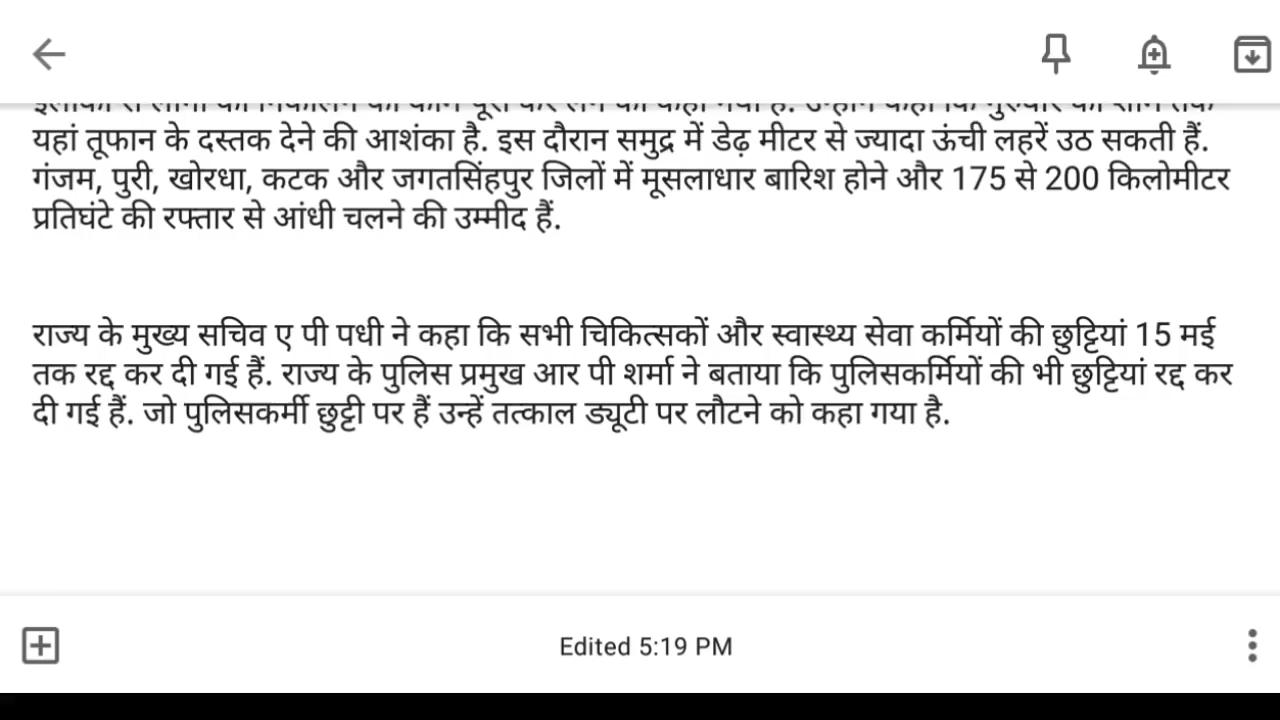 यहां तूफान के दस्तक देने की आशंका है. इस दौरान समुद्र में डेढ़ मीटर से ज्यादा ऊंची लहरें उठ सकती हैं.
गंजम, पुरी, खोरधा, कटक और जगतसिंहपुर जिलों में मूसलाधार बारिश होने और 175 से 200 किलोमीटर
प्रतिघंटे की रफ्तार से आंधी चलने की उम्मीद हैं.
राज्य के मुख्य सचिव ए पी पधी ने कहा कि सभी चिकित्सकों और स्वास्थ्य सेवा कर्मियों की छुट्टियां 15 मई
तक रद्द कर दी गई हैं. राज्य के पुलिस प्रमुख आर पी शर्मा ने बताया कि पुलिसकर्मियों की भी छुट्टियां रद्द कर
दी गई हैं. जो पुलिसकर्मी छुट्टी पर हैं उन्हें तत्काल ड्यूटी पर लौटने को कहा गया है.
Edited 5:19 PM